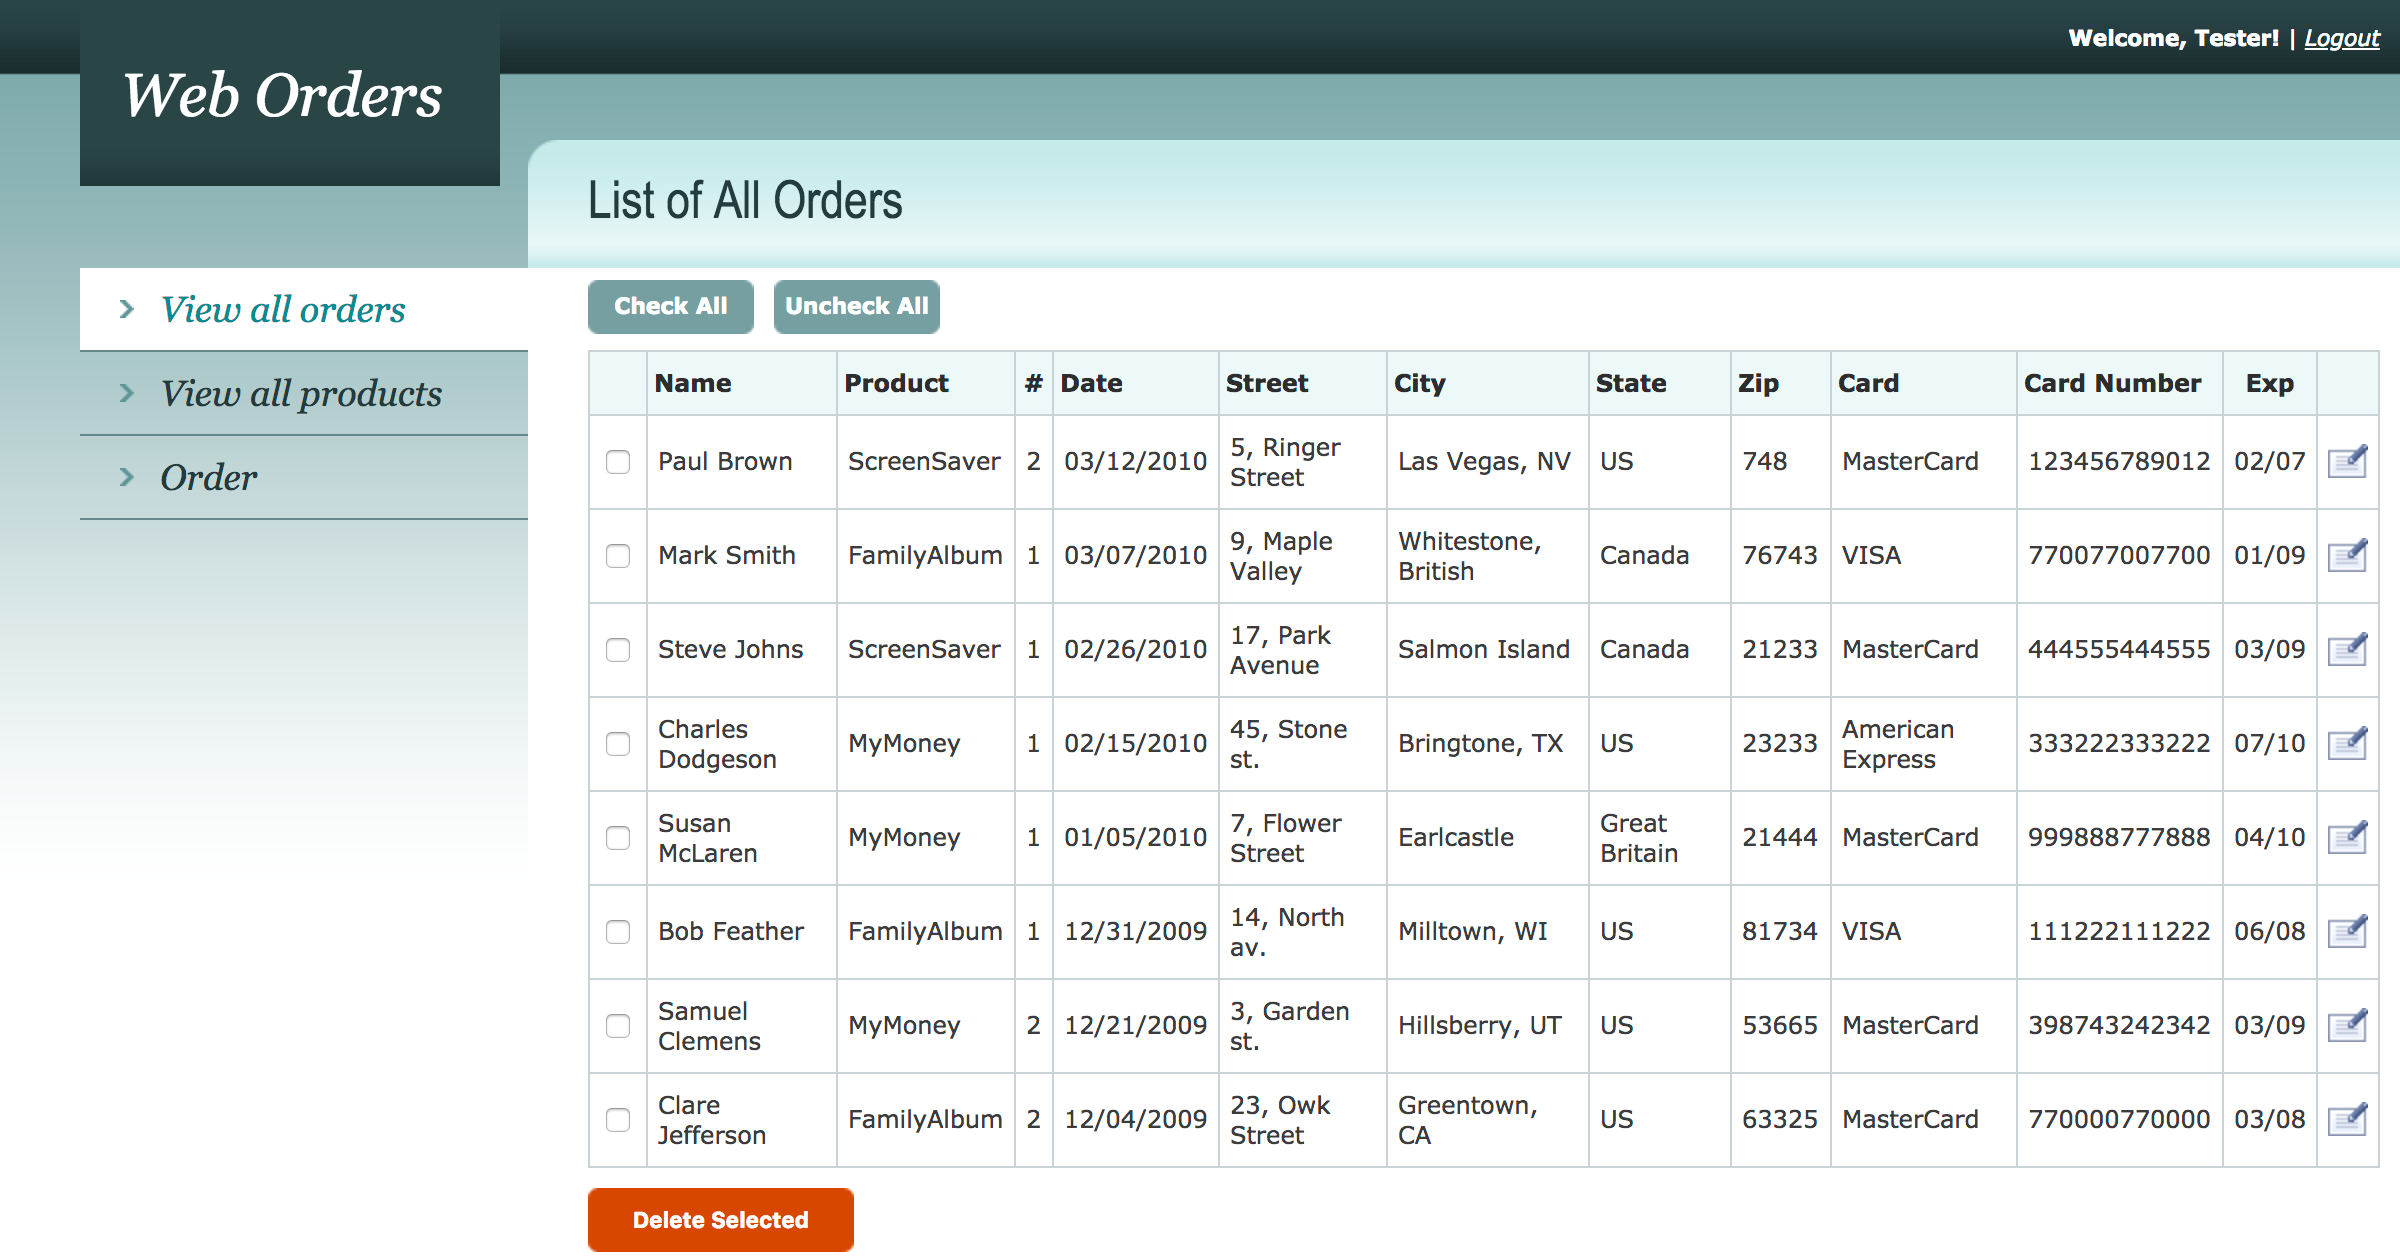 Welcome, Tester! | Logout
Web Orders
List of All Orders
View all orders
View all products
Order
Check All Uncheck All
Name Product # Date Street City State Zip Card Card Number Exp
Paul Brown ScreenSaver 2 03/12/2010 5, Ringer Street Las Vegas, NV US 748 MasterCard 123456789012 02/07
Mark Smith FamilyAlbum 1 03/07/2010 9, Maple Valley Whitestone, British Canada 76743 VISA 770077007700 01/09
Steve Johns ScreenSaver 1 02/26/2010 17, Park Avenue Salmon Island Canada 21233 MasterCard 444555444555 03/09
Charles Dodgeson MyMoney 1 02/15/2010 45, Stone st. Bringtone, TX US 23233 American Express 333222333222 07/10
Susan McLaren MyMoney 1 01/05/2010 7, Flower Street Earlcastle Great Britain 21444 MasterCard 999888777888 04/10
Bob Feather FamilyAlbum 1 12/31/2009 14, North av. Milltown, WI US 81734 VISA 111222111222 06/08
Samuel Clemens MyMoney 2 12/21/2009 3, Garden st. Hillsberry, UT US 53665 MasterCard 398743242342 03/09
Clare Jefferson FamilyAlbum 2 12/04/2009 23, Owk Street Greentown, CA US 63325 MasterCard 770000770000 03/08
Delete Selected